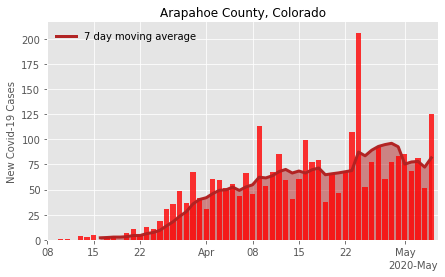 Arapahoe County, Colorado
7 day moving average
New Covid-19 Cases
200
175
150
125
100
75
50
25
0
08
15
22
Apr
08
15
22
May
2020-May